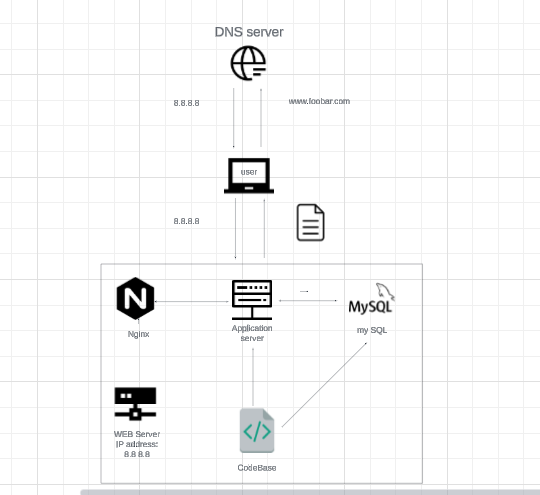 DNS server
8.8.8.8
www.foobar.com
user
8.8.8.8
N
MySQL
Nginx
Application
server
my SQL
WEB Server
IP address:
8.8 8.8
</>
CodeBase